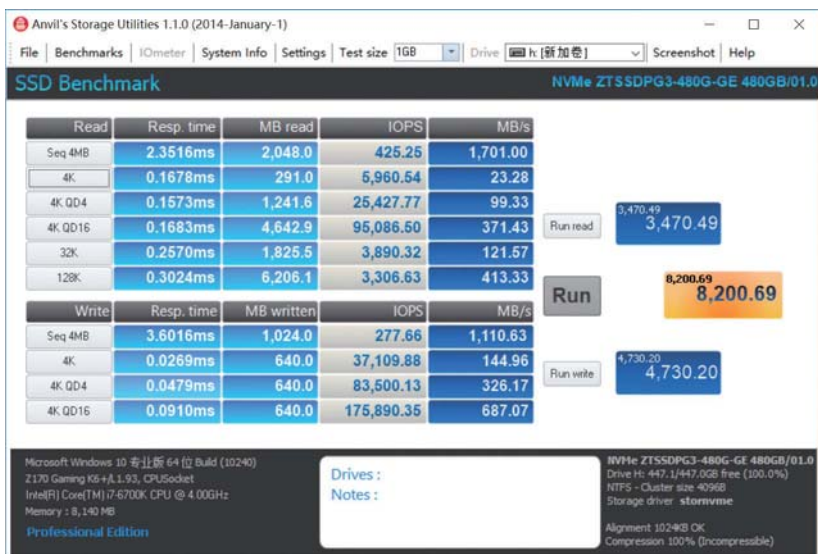 Anvil's Storage Utilities 1.1.0 (2014-January-1)
File Benchmarks IOmeter System Info Settings Test size 1GB Drive h: [新加卷] Screenshot Help
SSD Benchmark NVMe ZTSSDPG3-480G-GE 480GB/01.0
Read Resp. time MB read IOPS MB/s
Seq 4MB 2.3516ms 2,048.0 425.25 1,701.00
4K 0.1678ms 291.0 5,960.54 23.28
4K QD4 0.1573ms 1,241.6 25,427.77 99.33
4K QD16 0.1683ms 4,642.9 95,086.50 371.43
32K 0.2570ms 1,825.5 3,890.32 121.57
128K 0.3024ms 6,206.1 3,306.63 413.33
Run read 3,470.49
3,470.49
Run 8,200.69
8,200.69
Write Resp. time MB written IOPS MB/s
Seq 4MB 3.6016ms 1,024.0 277.66 1,110.63
4K 0.0269ms 640.0 37,109.88 144.96
4K QD4 0.0479ms 640.0 83,500.13 326.17
4K QD16 0.0910ms 640.0 175,890.35 687.07
Run write 4,730.20
4,730.20
Microsoft Windows 10 专业版 64 位 Build (10240)
Z170 Gaming K6+/L1.93, CPUSocket
Intel(R) Core(TM) i7-6700K CPU @ 4.00GHz
Memory : 8,140 MB
Professional Edition
Drives :
Notes :
NVMe ZTSSDPG3-480G-GE 480GB/01.0
Drive H: 447.1/447.0GB free (100.0%)
NTFS - Cluster size 4096B
Storage driver stornvme
Alignment 1024KB OK
Compression 100% (Incompressible)